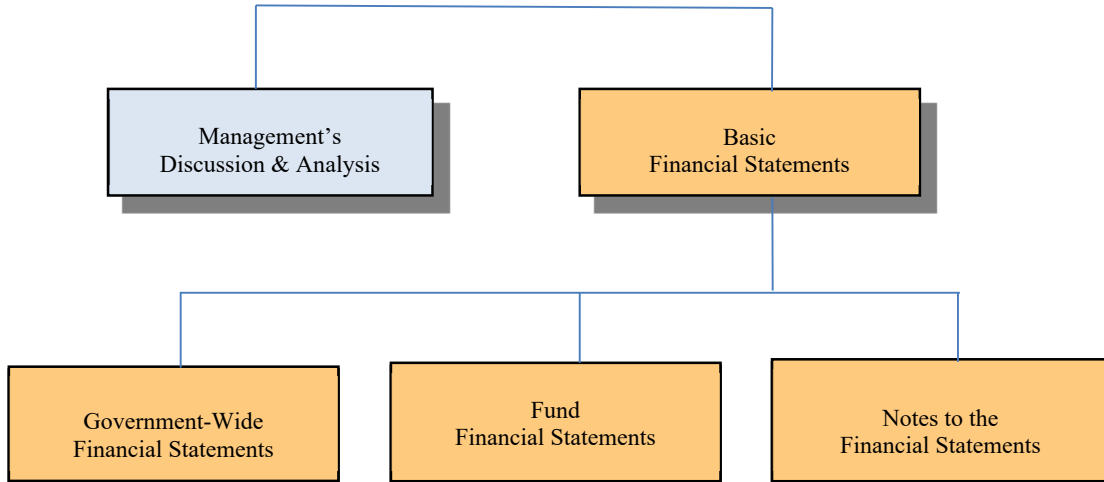 Management’s
Discussion & Analysis
Basic
Financial Statements
Government-Wide
Financial Statements
Fund
Financial Statements
Notes to the
Financial Statements